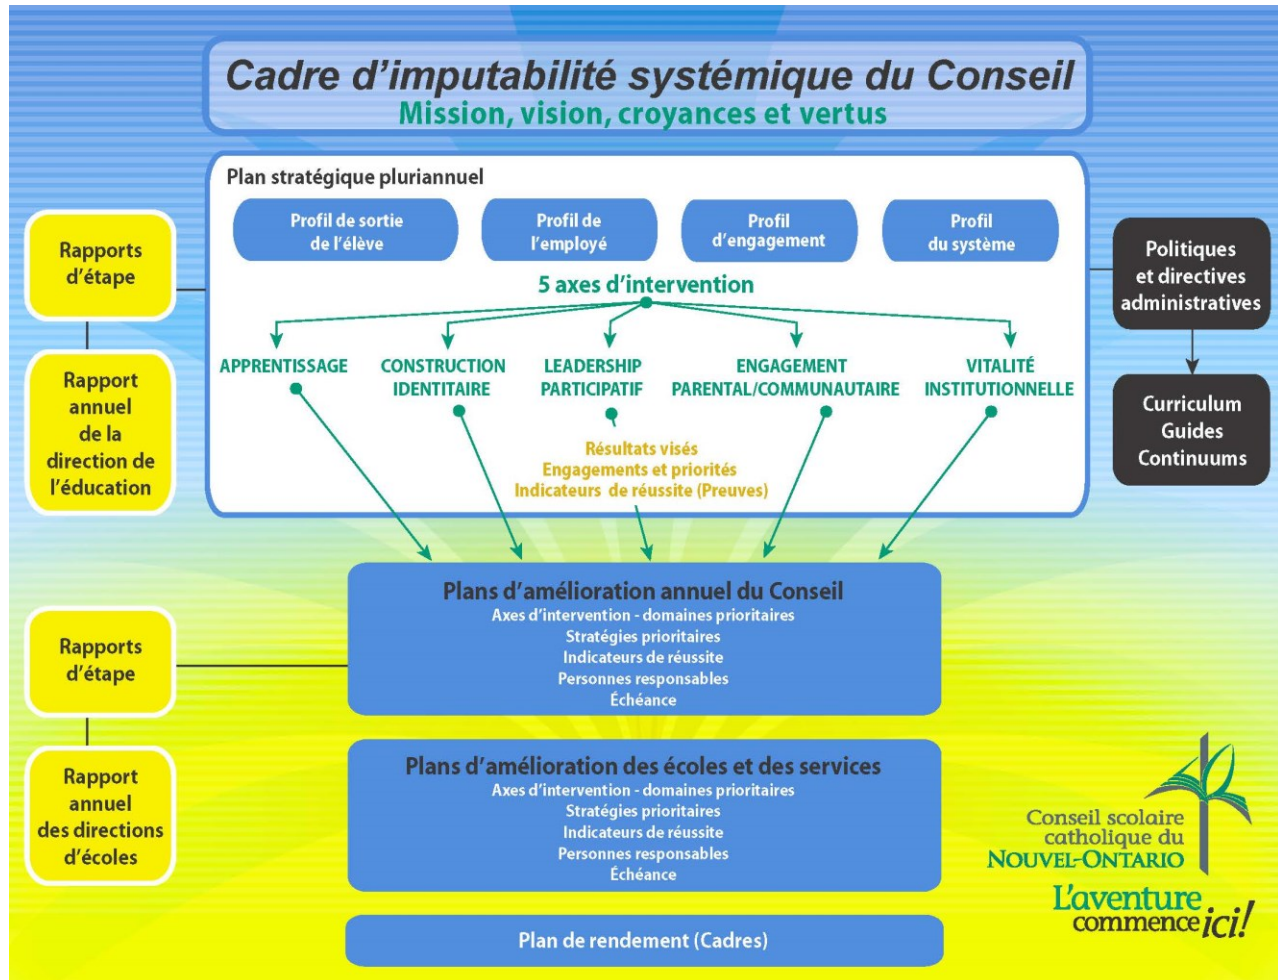 Cadre d'imputabilité systémique du Conseil
Mission, vision, croyances et vertus
Plan stratégique pluriannuel
Profil de sortie
de l'élève
Profil de
l'employé
Profil
d'engagement
Profil
du système
5 axes d'intervention
APPRENTISSAGE
CONSTRUCTION
IDENTITAIRE
LEADERSHIP
PARTICIPATIF
ENGAGEMENT
PARENTAL/COMMUNAUTAIRE
VITALITÉ
INSTITUTIONNELLE
Résultats visés
Engagements et priorités
Indicateurs de réussite (Preuves)
Rapports
d'étape
Rapport
annuel
de la
direction de
l'éducation
Politiques
et directives
administratives
Curriculum
Guides
Continuums
Plans d'amélioration annuel du Conseil
Axes d'intervention - domaines prioritaires
Stratégies prioritaires
Indicateurs de réussite
Personnes responsables
Échéance
Rapports
d'étape
Rapport
annuel
des directions
d'écoles
Plans d'amélioration des écoles et des services
Axes d'intervention - domaines prioritaires
Stratégies prioritaires
Indicateurs de réussite
Personnes responsables
Échéance
Plan de rendement (Cadres)
Conseil scolaire
catholique du
NOUVEL-ONTARIO
L'aventure
commence ici!